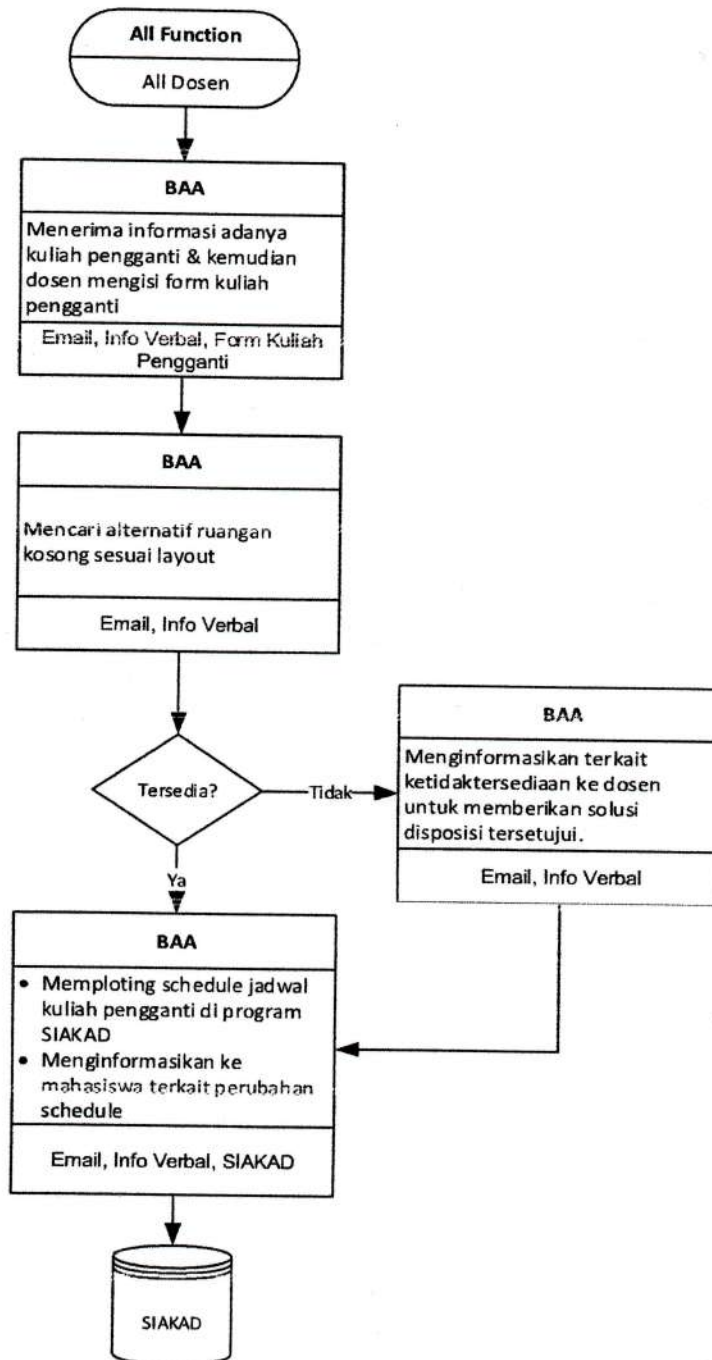 All Function
All Dosen
BAA
Menerima informasi adanya
kuliah pengganti & kemudian
dosen mengisi form kuliah
pengganti
Email, Info Verbal, Form Kuliah
Pengganti
BAA
Mencari alternatif ruangan
kosong sesuai layout
Email, Info Verbal
Tersedia?
Tidak
BAA
Menginformasikan terkait
ketidaktersediaan ke dosen
untuk memberikan solusi
disposisi tersetujui.
Email, Info Verbal
Ya
BAA
• Memploting schedule jadwal
kuliah pengganti di program
SIAKAD
• Menginformasikan ke
mahasiswa terkait perubahan
schedule
Email, Info Verbal, SIAKAD
SIAKAD